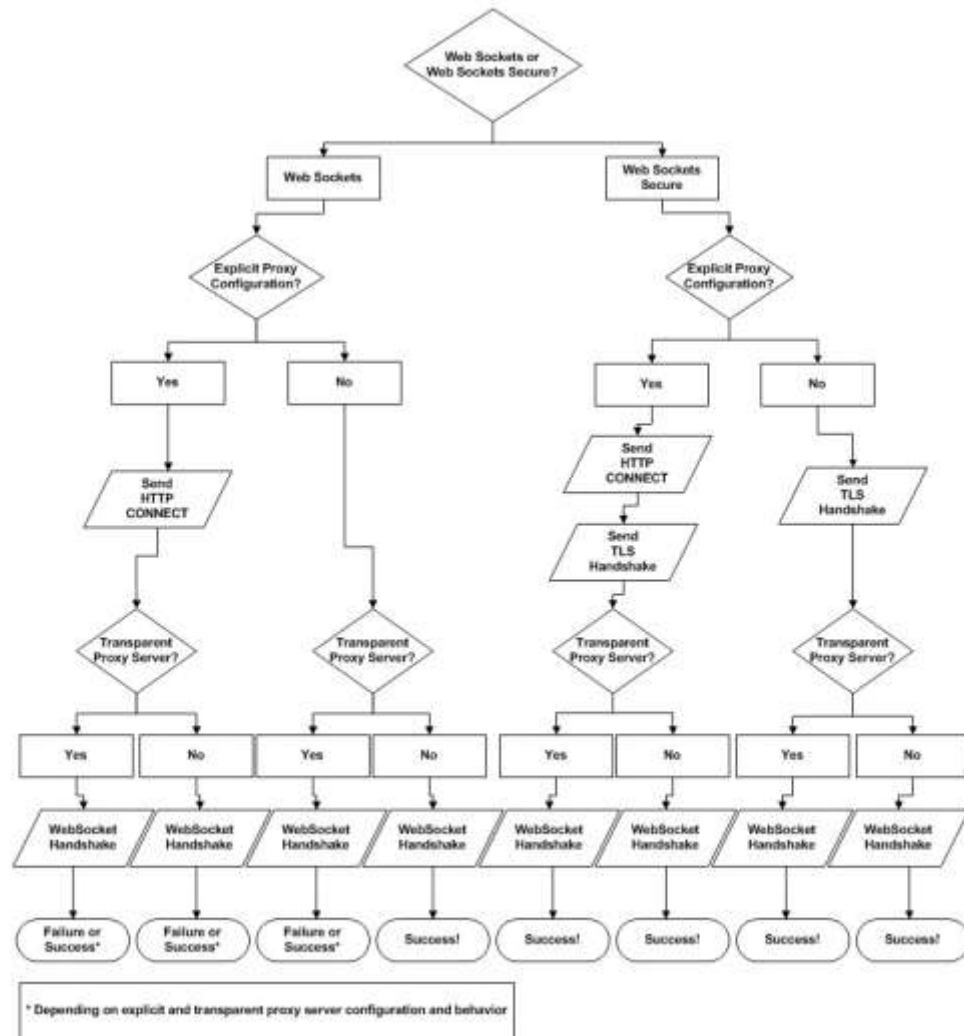 Web Sockets or
Web Sockets Secure?
Web Sockets
Web Sockets
Secure
Explicit Proxy
Configuration?
Explicit Proxy
Configuration?
Yes
No
Yes
No
Send
HTTP
CONNECT
Send
HTTP
CONNECT
Send
TLS
Handshake
Send
TLS
Handshake
Transparent
Proxy Server?
Transparent
Proxy Server?
Transparent
Proxy Server?
Transparent
Proxy Server?
Yes
No
Yes
No
Yes
No
Yes
No
WebSocket
Handshake
WebSocket
Handshake
WebSocket
Handshake
WebSocket
Handshake
WebSocket
Handshake
WebSocket
Handshake
WebSocket
Handshake
WebSocket
Handshake
Failure or
Success*
Failure or
Success*
Failure or
Success*
Success!
Success!
Success!
Success!
Success!
* Depending on explicit and transparent proxy server configuration and behavior